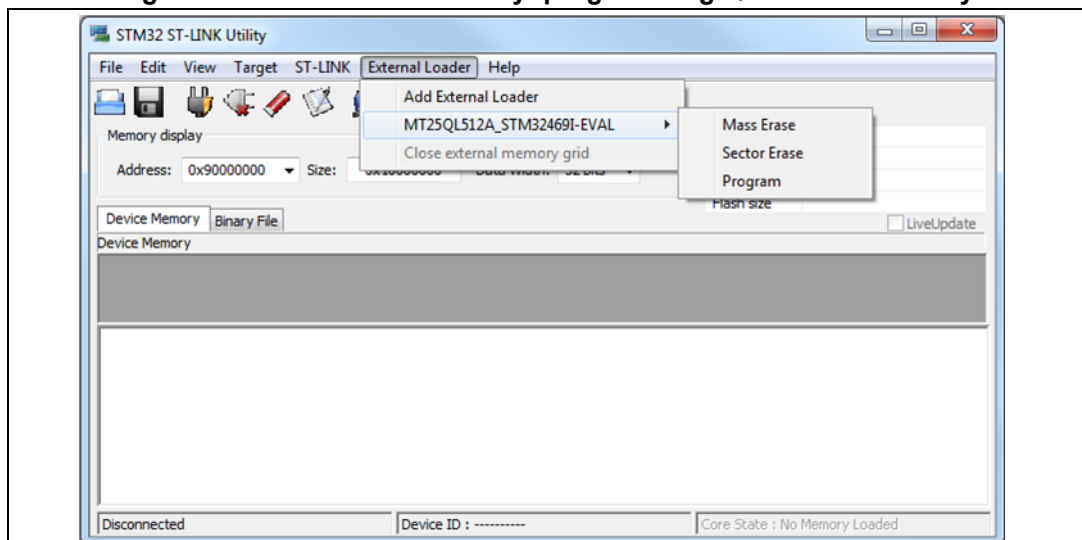 STM32 ST-LINK Utility
File Edit View Target ST-LINK External Loader Help
Add External Loader
MT25QL512A_STM32469I-EVAL
Close external memory grid
Mass Erase
Sector Erase
Program
Memory display
Address: 0x90000000 Size:
Flash size
Device Memory Binary File
LiveUpdate
Device Memory
Disconnected
Device ID : ----------
Core State : No Memory Loaded